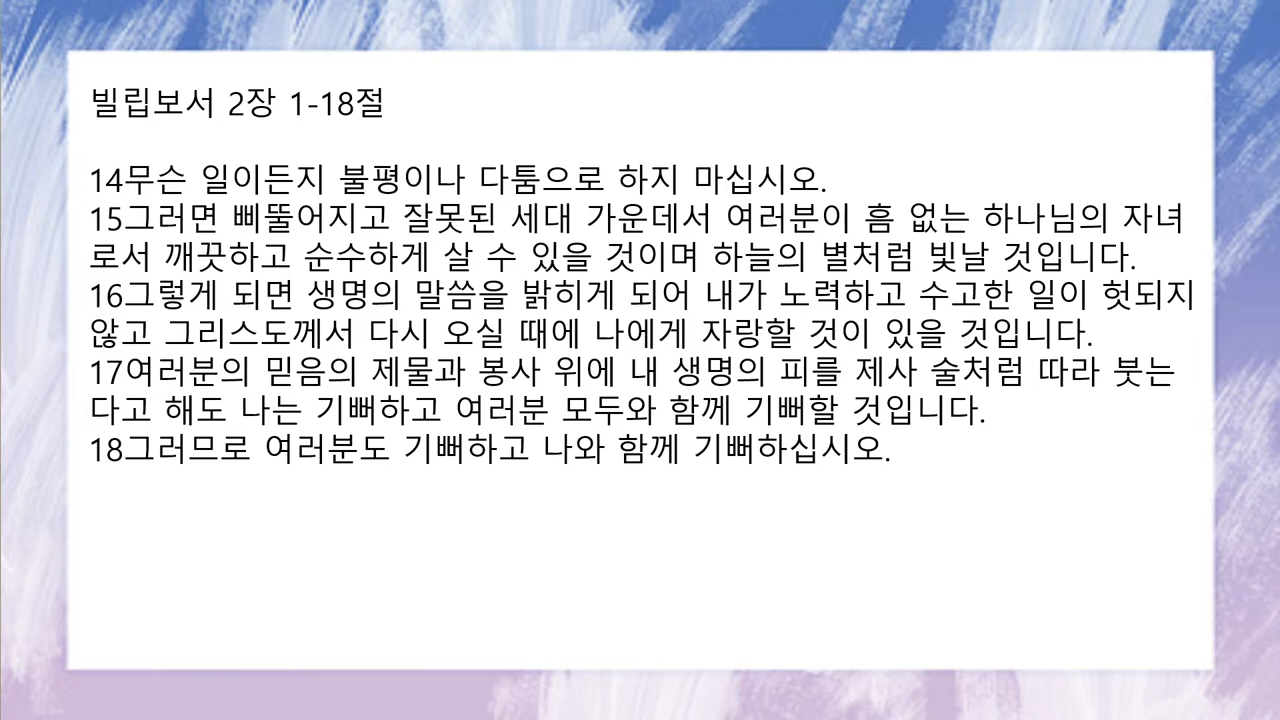 빌립보서 2장 1-18절
14무슨 일이든지 불평이나 다툼으로 하지 마십시오.
15그러면 삐뚤어지고 잘못된 세대 가운데서 여러분이 흠 없는 하나님의 자녀
로서 깨끗하고 순수하게 살 수 있을 것이며 하늘의 별처럼 빛날 것입니다.
16그렇게 되면 생명의 말씀을 밝히게 되어 내가 노력하고 수고한 일이 헛되지
않고 그리스도께서 다시 오실 때에 나에게 자랑할 것이 있을 것입니다.
17여러분의 믿음의 제물과 봉사 위에 내 생명의 피를 제사 술처럼 따라 붓는
다고 해도 나는 기뻐하고 여러분 모두와 함께 기뻐할 것입니다.
18그러므로 여러분도 기뻐하고 나와 함께 기뻐하십시오.